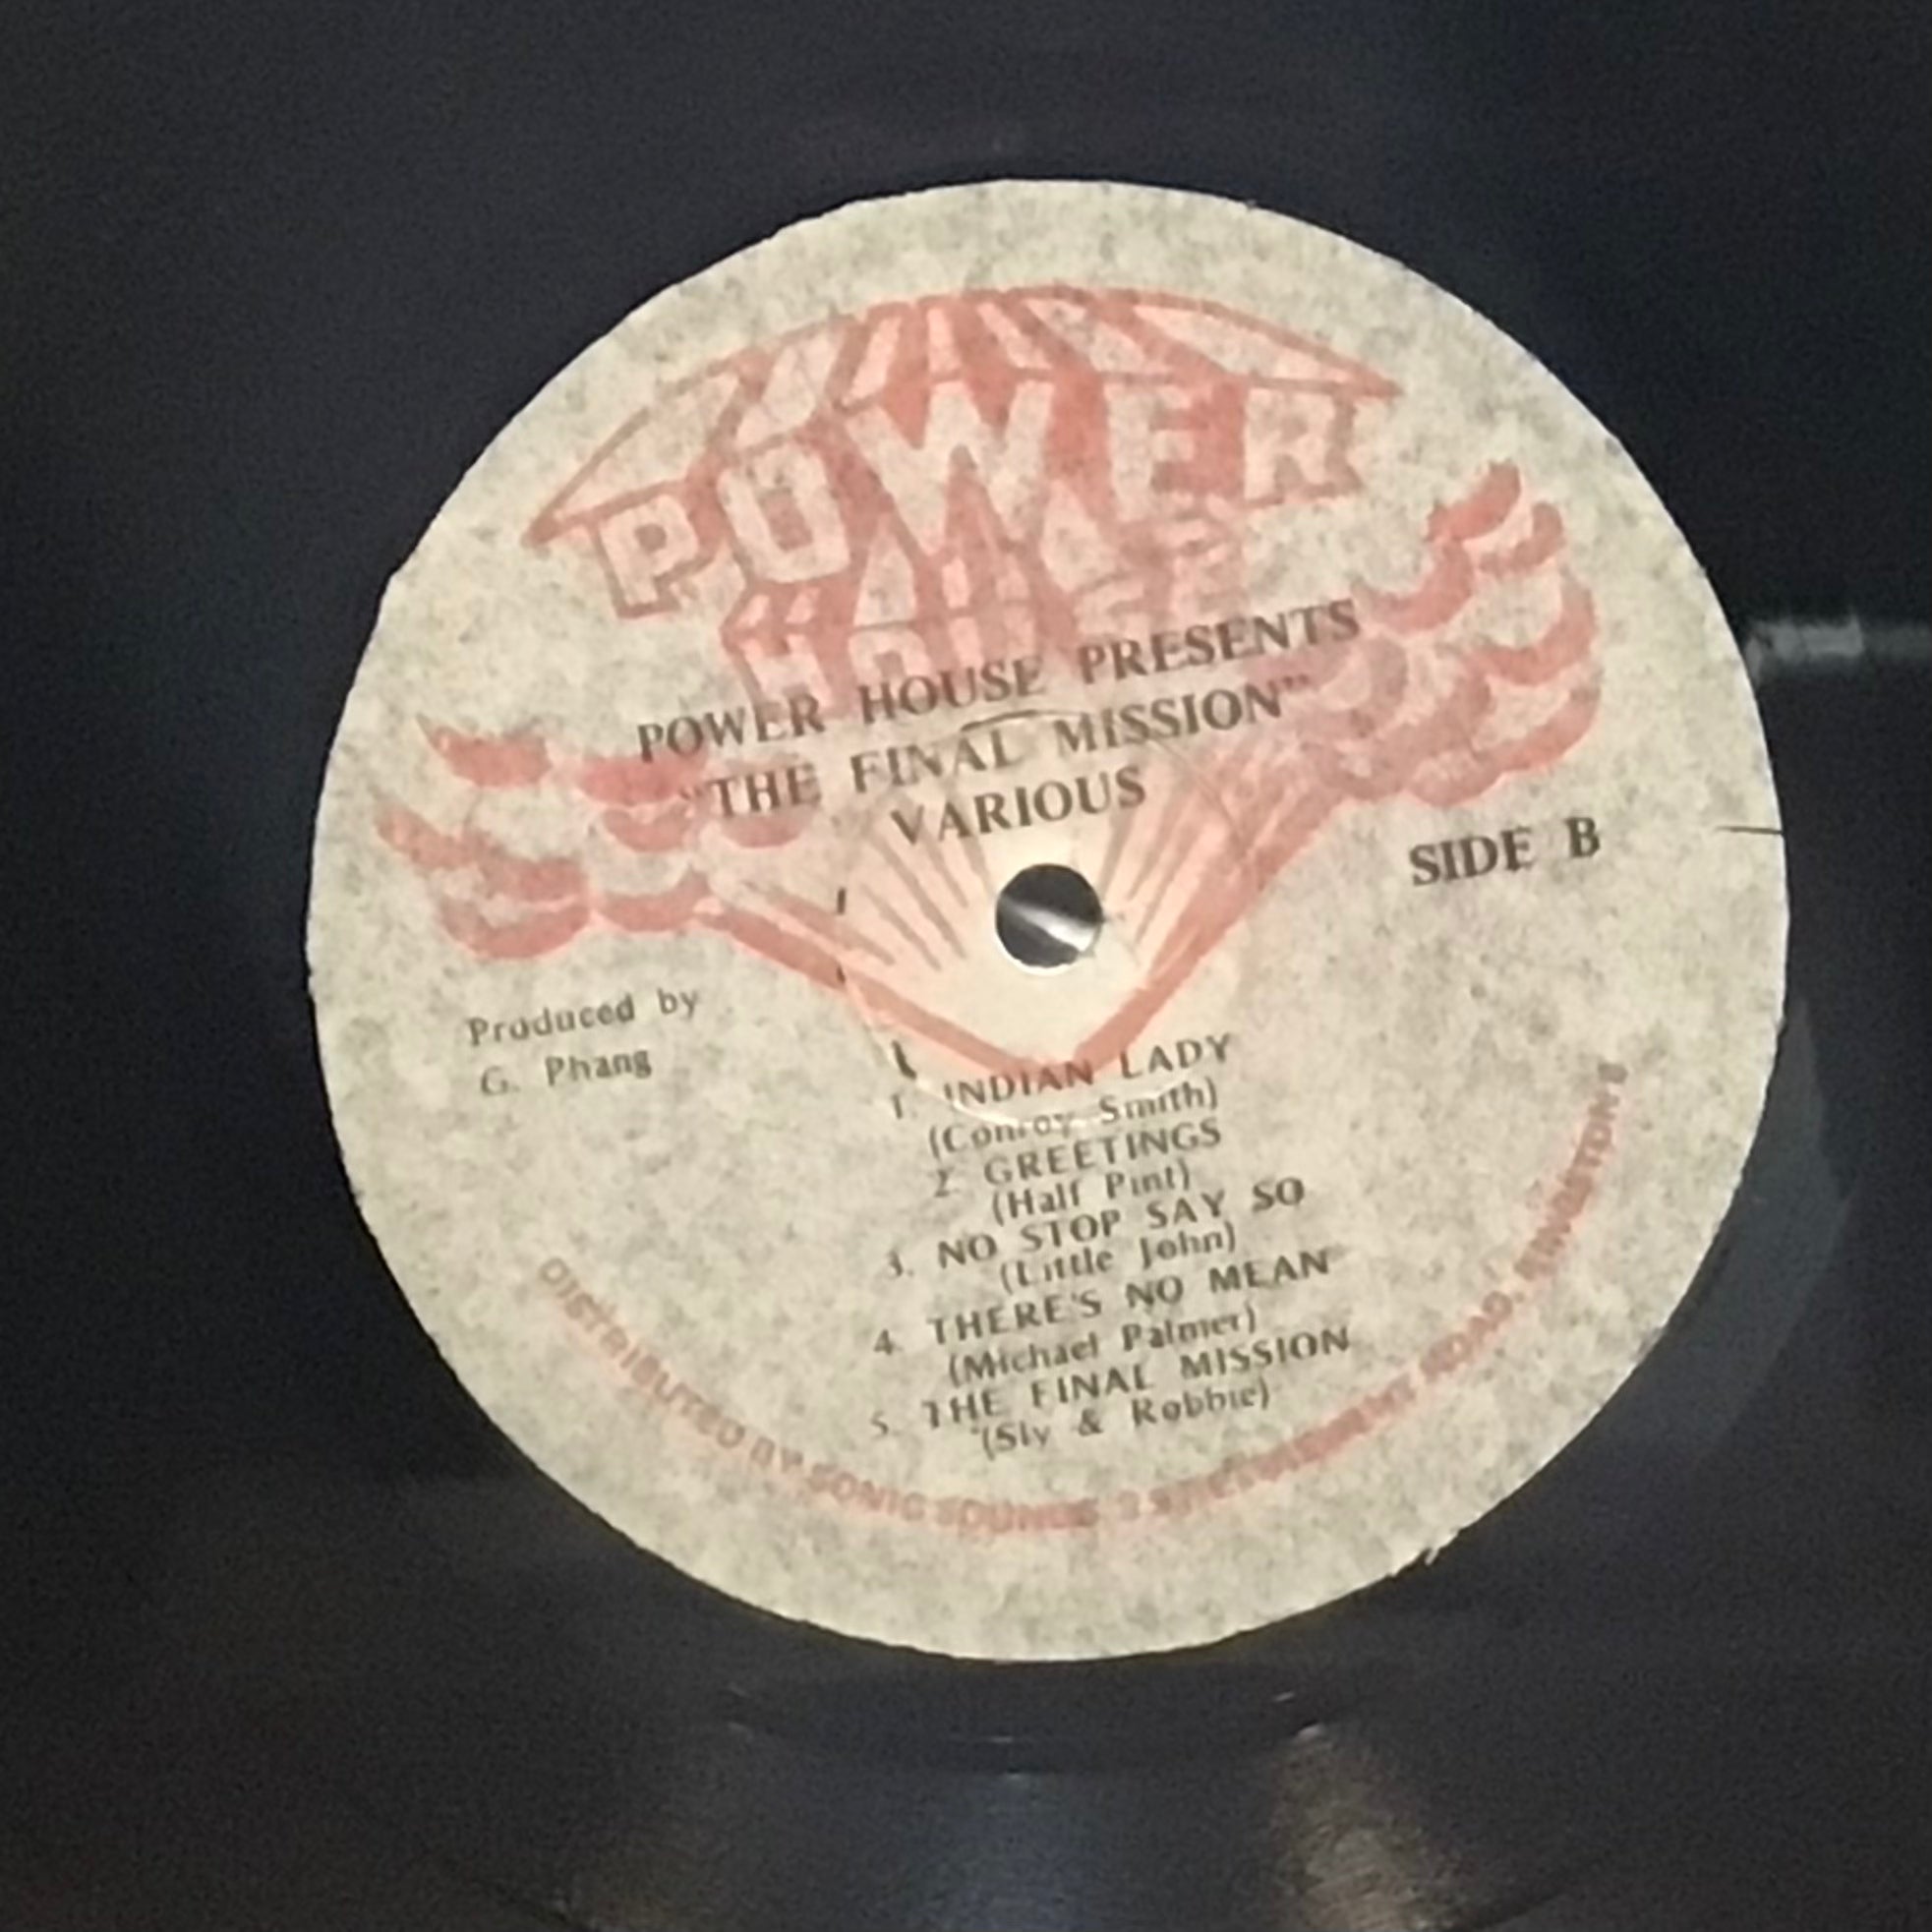 POWER
HOUSE
POWER HOUSE PRESENTS
"THE FINAL MISSION"
VARIOUS
SIDE B
Produced by
G. Phang
1. INDIAN LADY
(Conroy Smith)
2. GREETINGS
(Half Pint)
3. NO STOP SAY SO
(Little John)
4. THERE'S NO MEAN
(Michael Palmer)
5. THE FINAL MISSION
"(Sly & Robbie)
DISTRIBUTED BY SONIC SOUNDS ROAD, KINGSTON